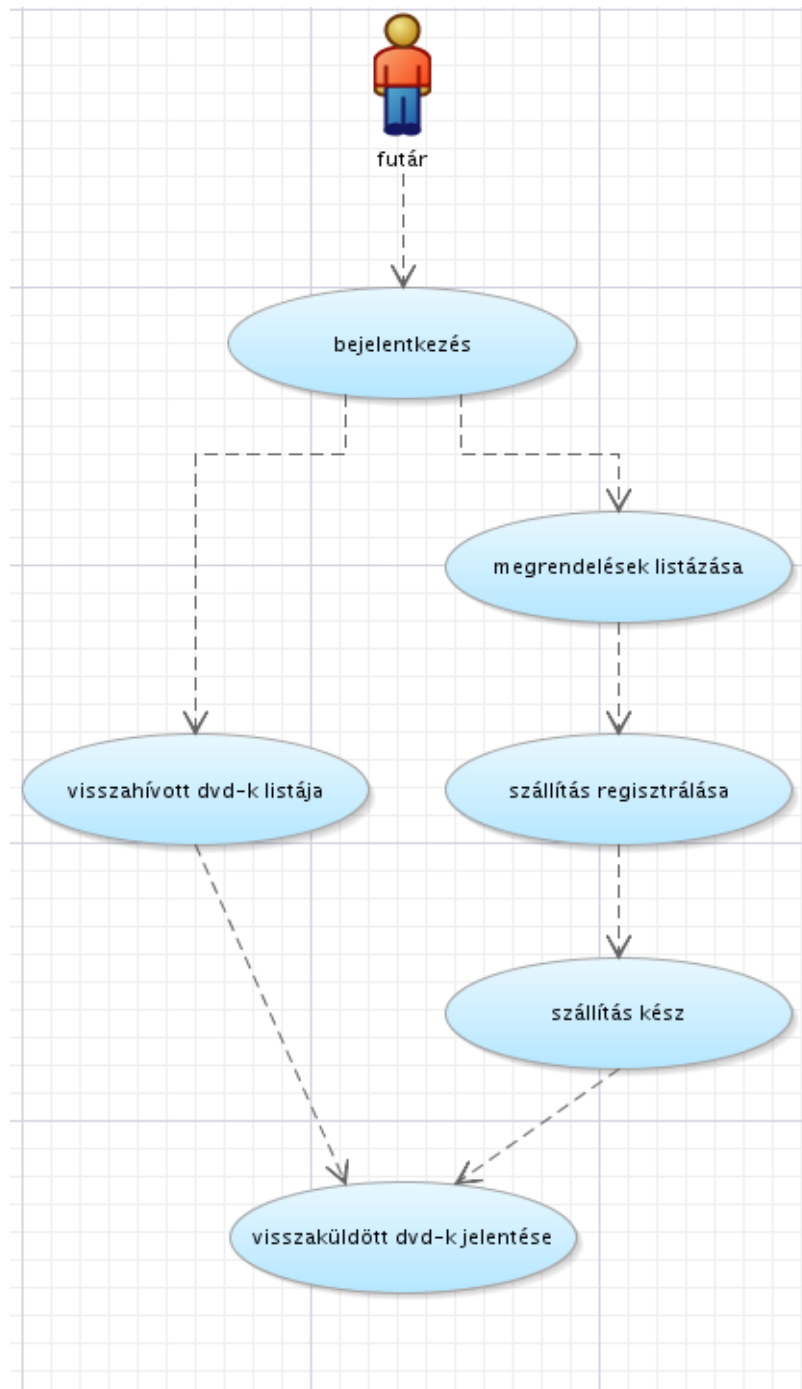 futár
bejelentkezés
megrendelések listázása
visszahívott dvd-k listája
szállítás regisztrálása
szállítás kész
visszaküldött dvd-k jelentése